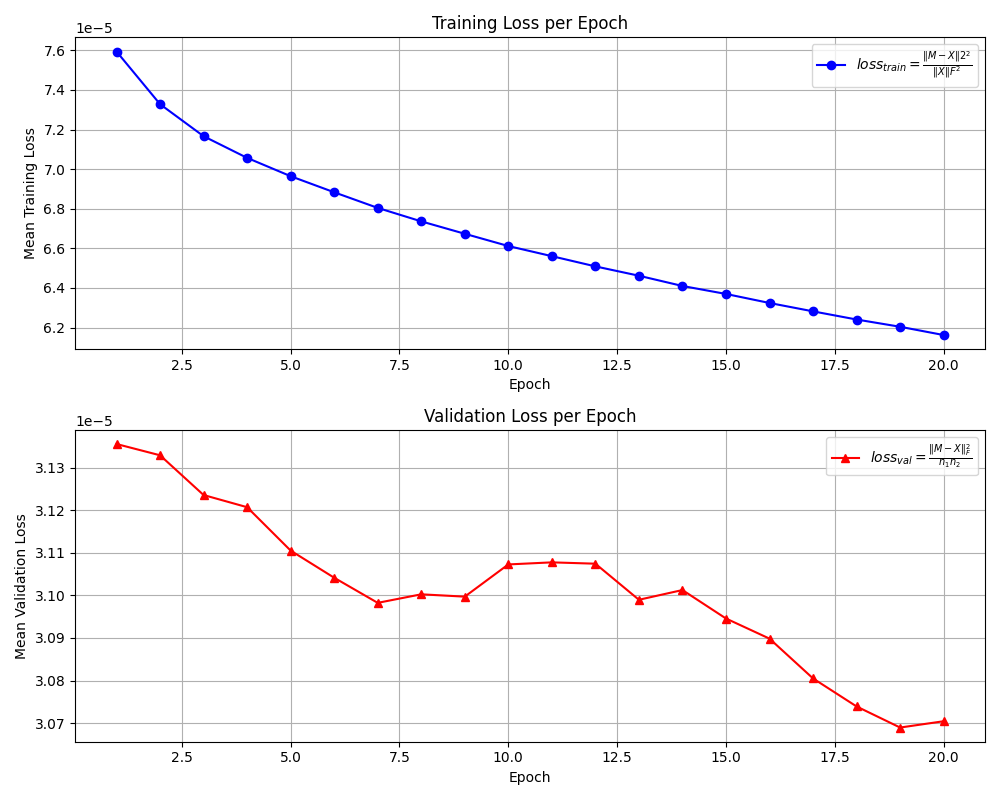 Training Loss per Epoch
1e−5
7.6
7.4
7.2
7.0
6.8
6.6
6.4
6.2
Mean Training Loss
loss_train = ‖M − X‖2² / ‖X‖F²
2.5 5.0 7.5 10.0 12.5 15.0 17.5 20.0
Epoch
Validation Loss per Epoch
1e−5
3.13
3.12
3.11
3.10
3.09
3.08
3.07
Mean Validation Loss
loss_val = ‖M − X‖²_F / n₁n₂
2.5 5.0 7.5 10.0 12.5 15.0 17.5 20.0
Epoch